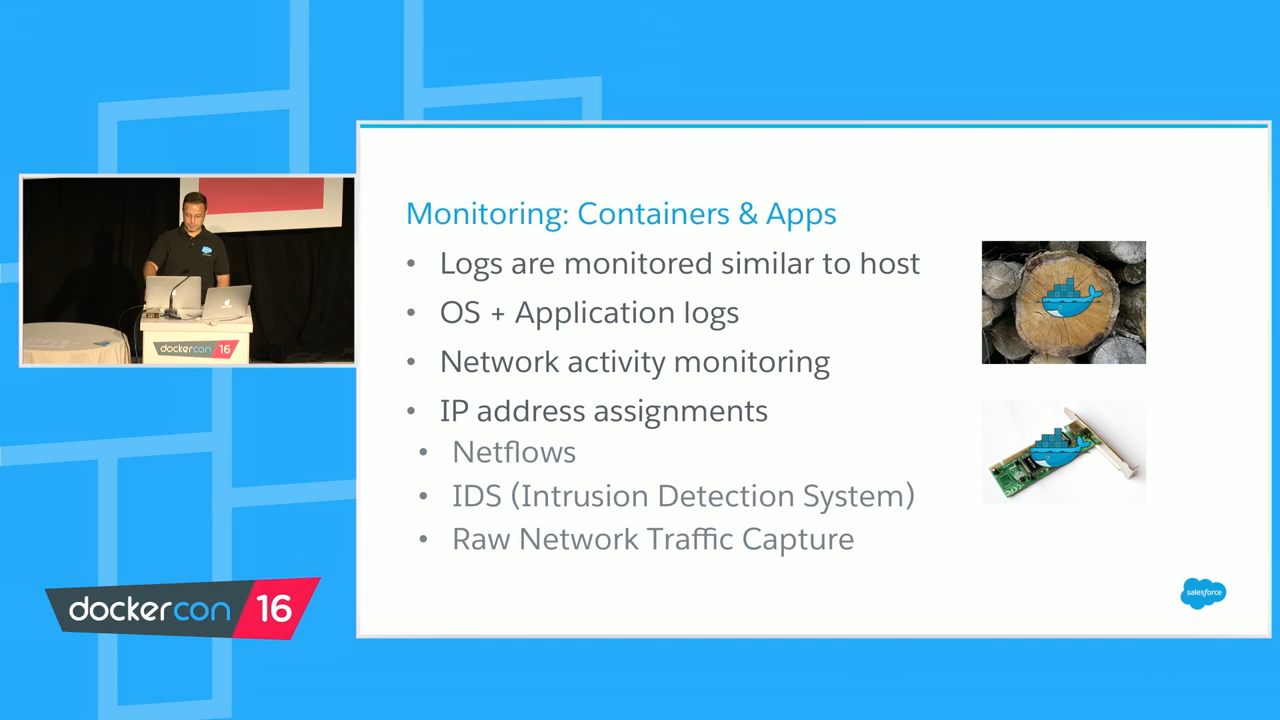 Monitoring: Containers & Apps
• Logs are monitored similar to host
• OS + Application logs
• Network activity monitoring
• IP address assignments
• Netflows
• IDS (Intrusion Detection System)
• Raw Network Traffic Capture
dockercon 16
dockercon 16
salesforce